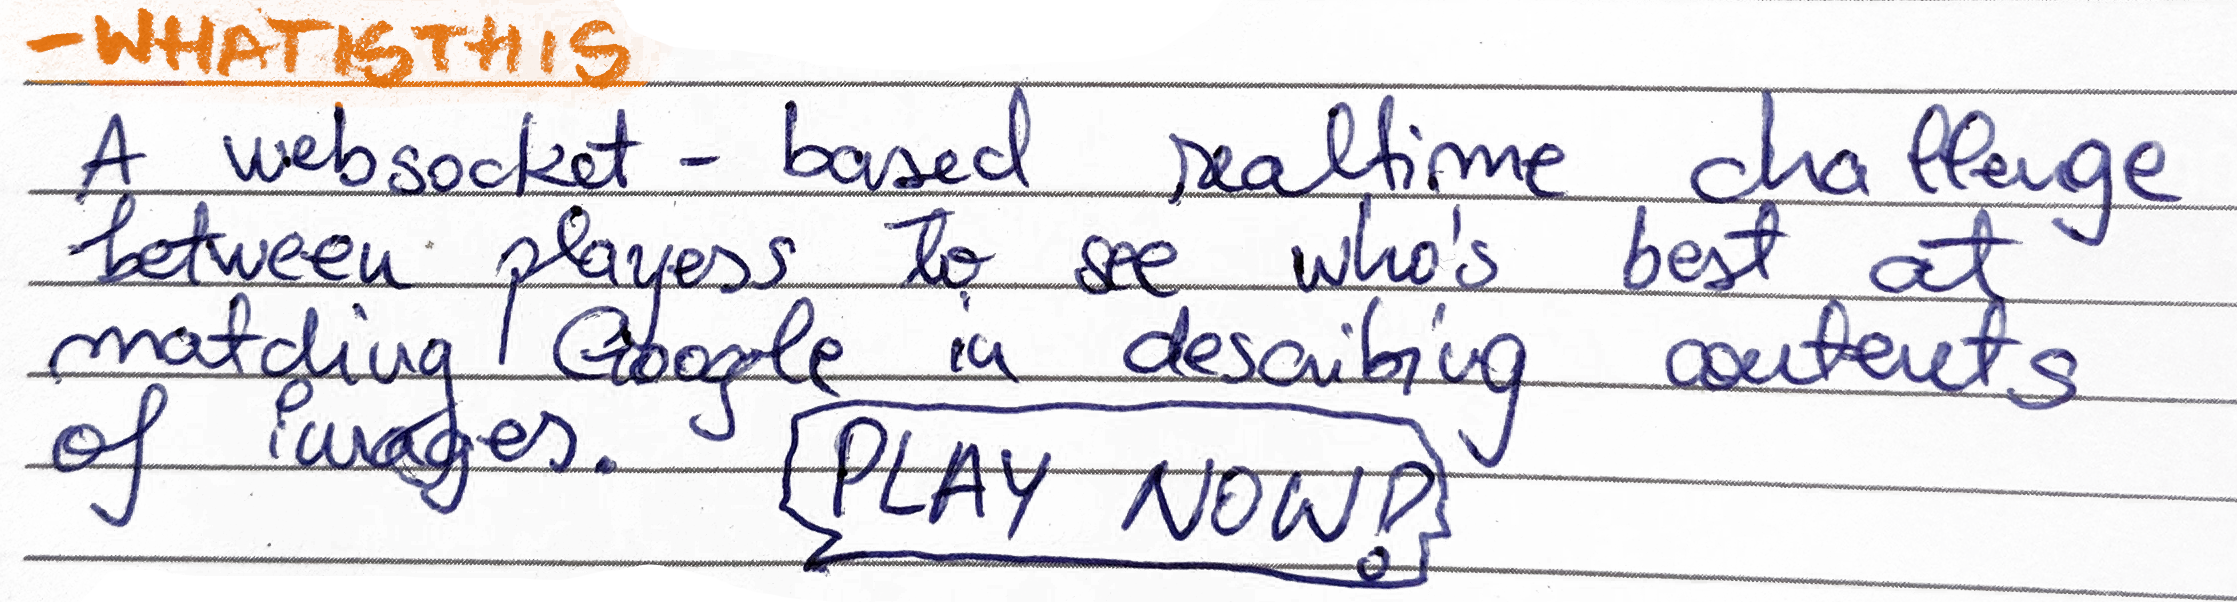 -WHATISTHIS
A websocket-based realtime challenge
between players to see who's best at
matching Google in describing contents
of images. PLAY NOW!